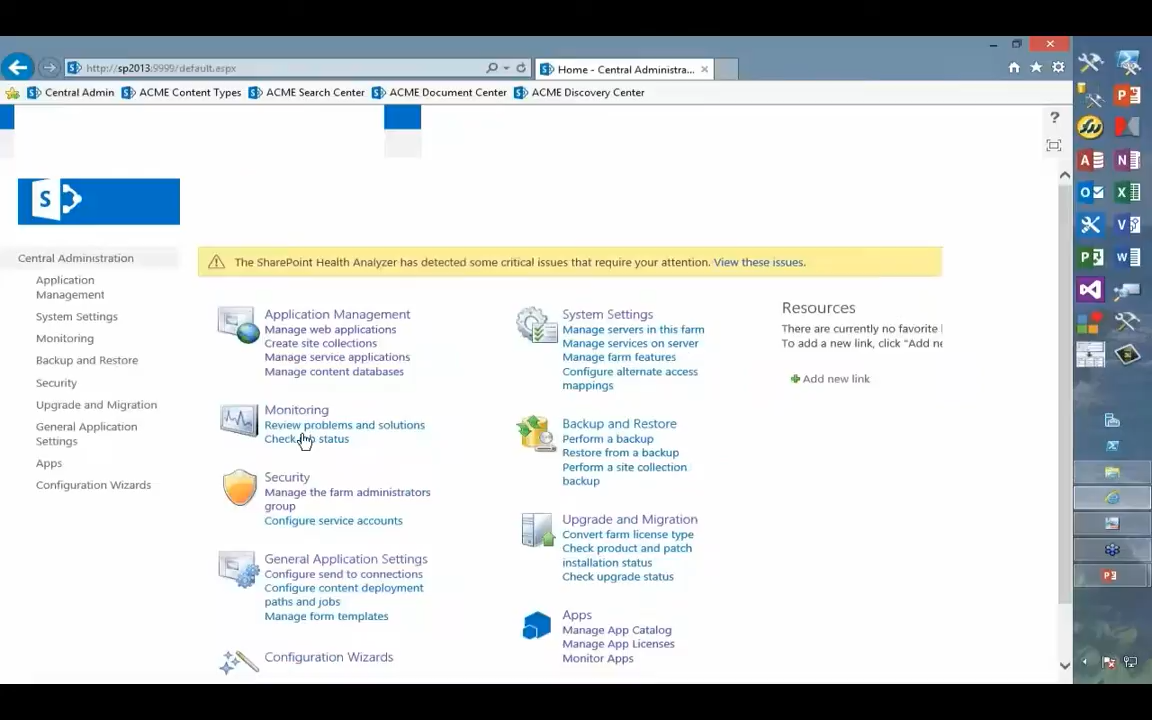 http://sp2013:9999/default.aspx
Home - Central Administra...
Central Admin
ACME Content Types
ACME Search Center
ACME Document Center
ACME Discovery Center
?
S
Central Administration
Application
Management
System Settings
Monitoring
Backup and Restore
Security
Upgrade and Migration
General Application
Settings
Apps
Configuration Wizards
The SharePoint Health Analyzer has detected some critical issues that require your attention. View these issues.
Application Management
Manage web applications
Create site collections
Manage service applications
Manage content databases
Monitoring
Review problems and solutions
Check job status
Security
Manage the farm administrators
group
Configure service accounts
General Application Settings
Configure send to connections
Configure content deployment
paths and jobs
Manage form templates
Configuration Wizards
System Settings
Manage servers in this farm
Manage services on server
Manage farm features
Configure alternate access
mappings
Backup and Restore
Perform a backup
Restore from a backup
Perform a site collection
backup
Upgrade and Migration
Convert farm license type
Check product and patch
installation status
Check upgrade status
Apps
Manage App Catalog
Manage App Licenses
Monitor Apps
Resources
There are currently no favorite l
To add a new link, click "Add ne
Add new link